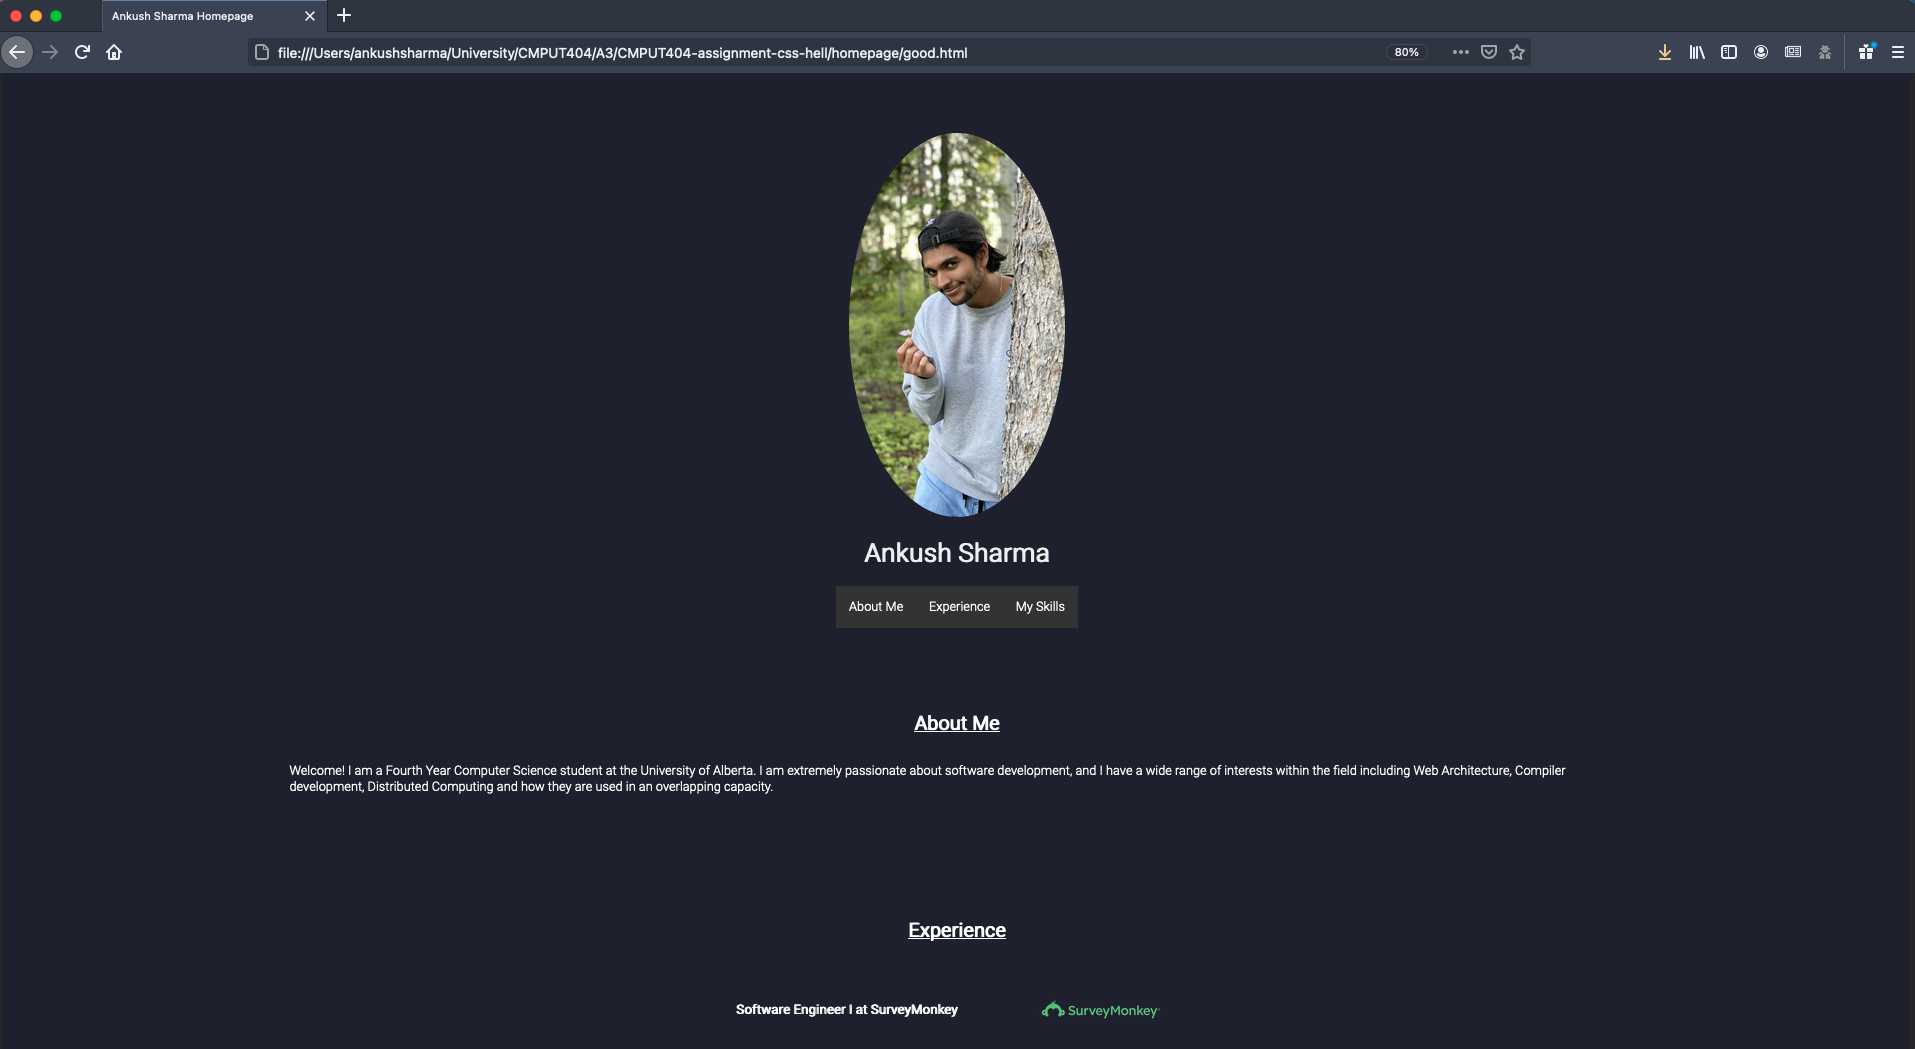 Ankush Sharma Homepage
file:///Users/ankushsharma/University/CMPUT404/A3/CMPUT404-assignment-css-hell/homepage/good.html
80%
Ankush Sharma
About Me Experience My Skills
About Me
Welcome! I am a Fourth Year Computer Science student at the University of Alberta. I am extremely passionate about software development, and I have a wide range of interests within the field including Web Architecture, Compiler
development, Distributed Computing and how they are used in an overlapping capacity.
Experience
Software Engineer I at SurveyMonkey SurveyMonkey